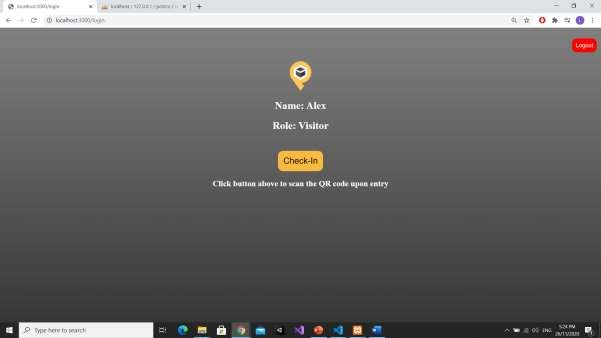 localhost:3000/login
localhost / 127.0.0.1 /
localhost:3000/login
Logout
Name: Alex
Role: Visitor
Check-In
Click button above to scan the QR code upon entry
Type here to search
ENG
5:24 PM
26/11/2020